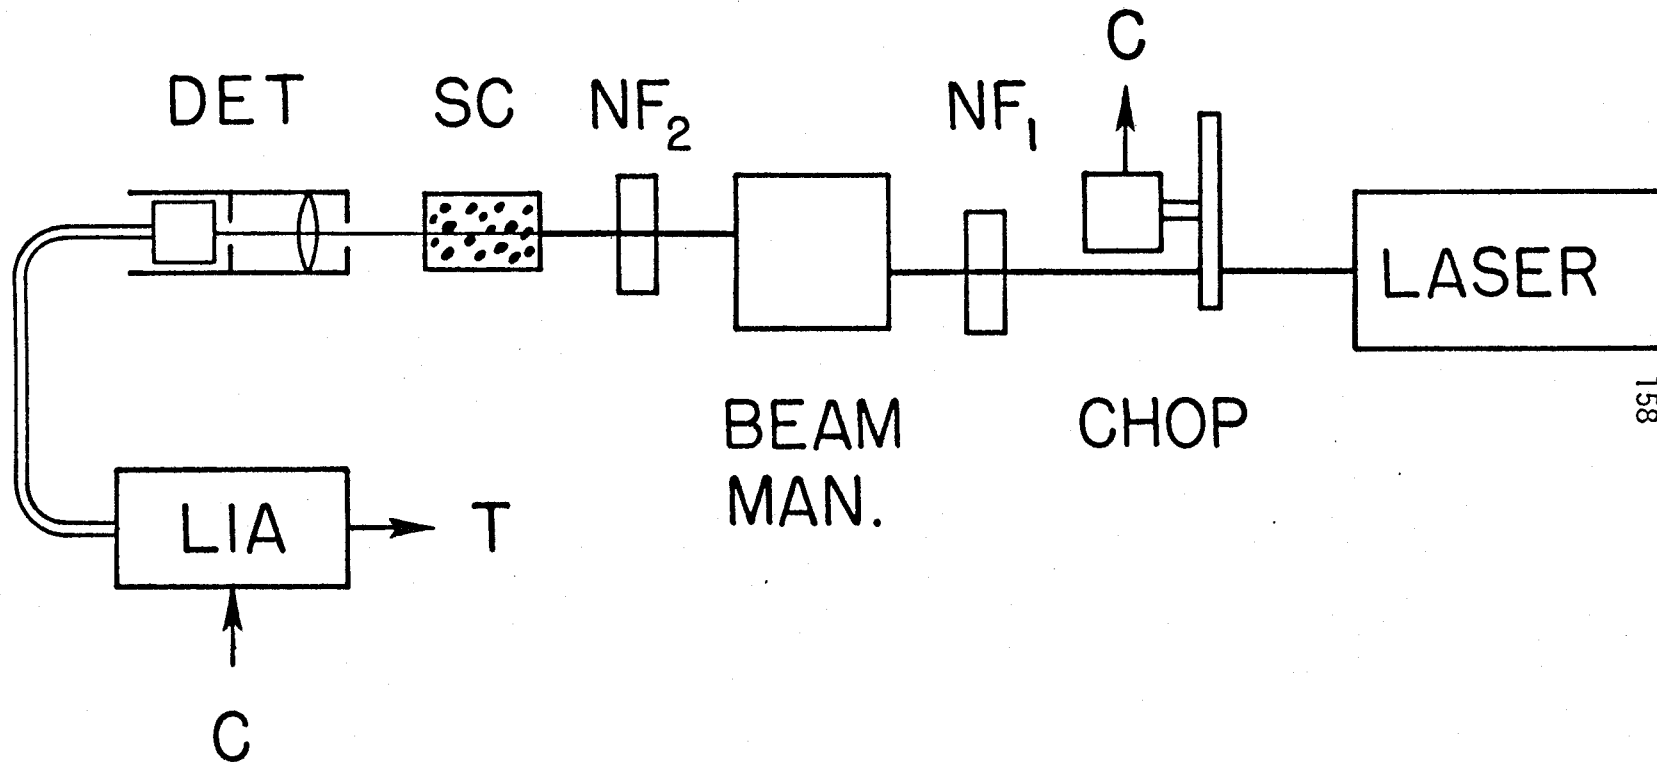 C
DET
SC
NF2
NF1
LASER
158
BEAM
MAN.
CHOP
LIA
T
C